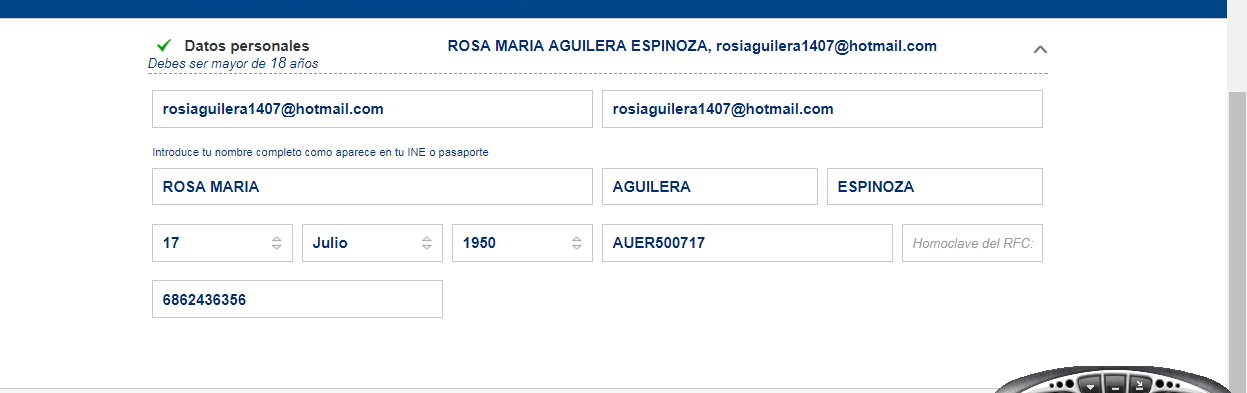 Datos personales
ROSA MARIA AGUILERA ESPINOZA, rosiaguilera1407@hotmail.com
Debes ser mayor de 18 años
rosiaguilera1407@hotmail.com
rosiaguilera1407@hotmail.com
Introduce tu nombre completo como aparece en tu INE o pasaporte
ROSA MARIA
AGUILERA
ESPINOZA
17
Julio
1950
AUER500717
Homoclave del RFC:
6862436356